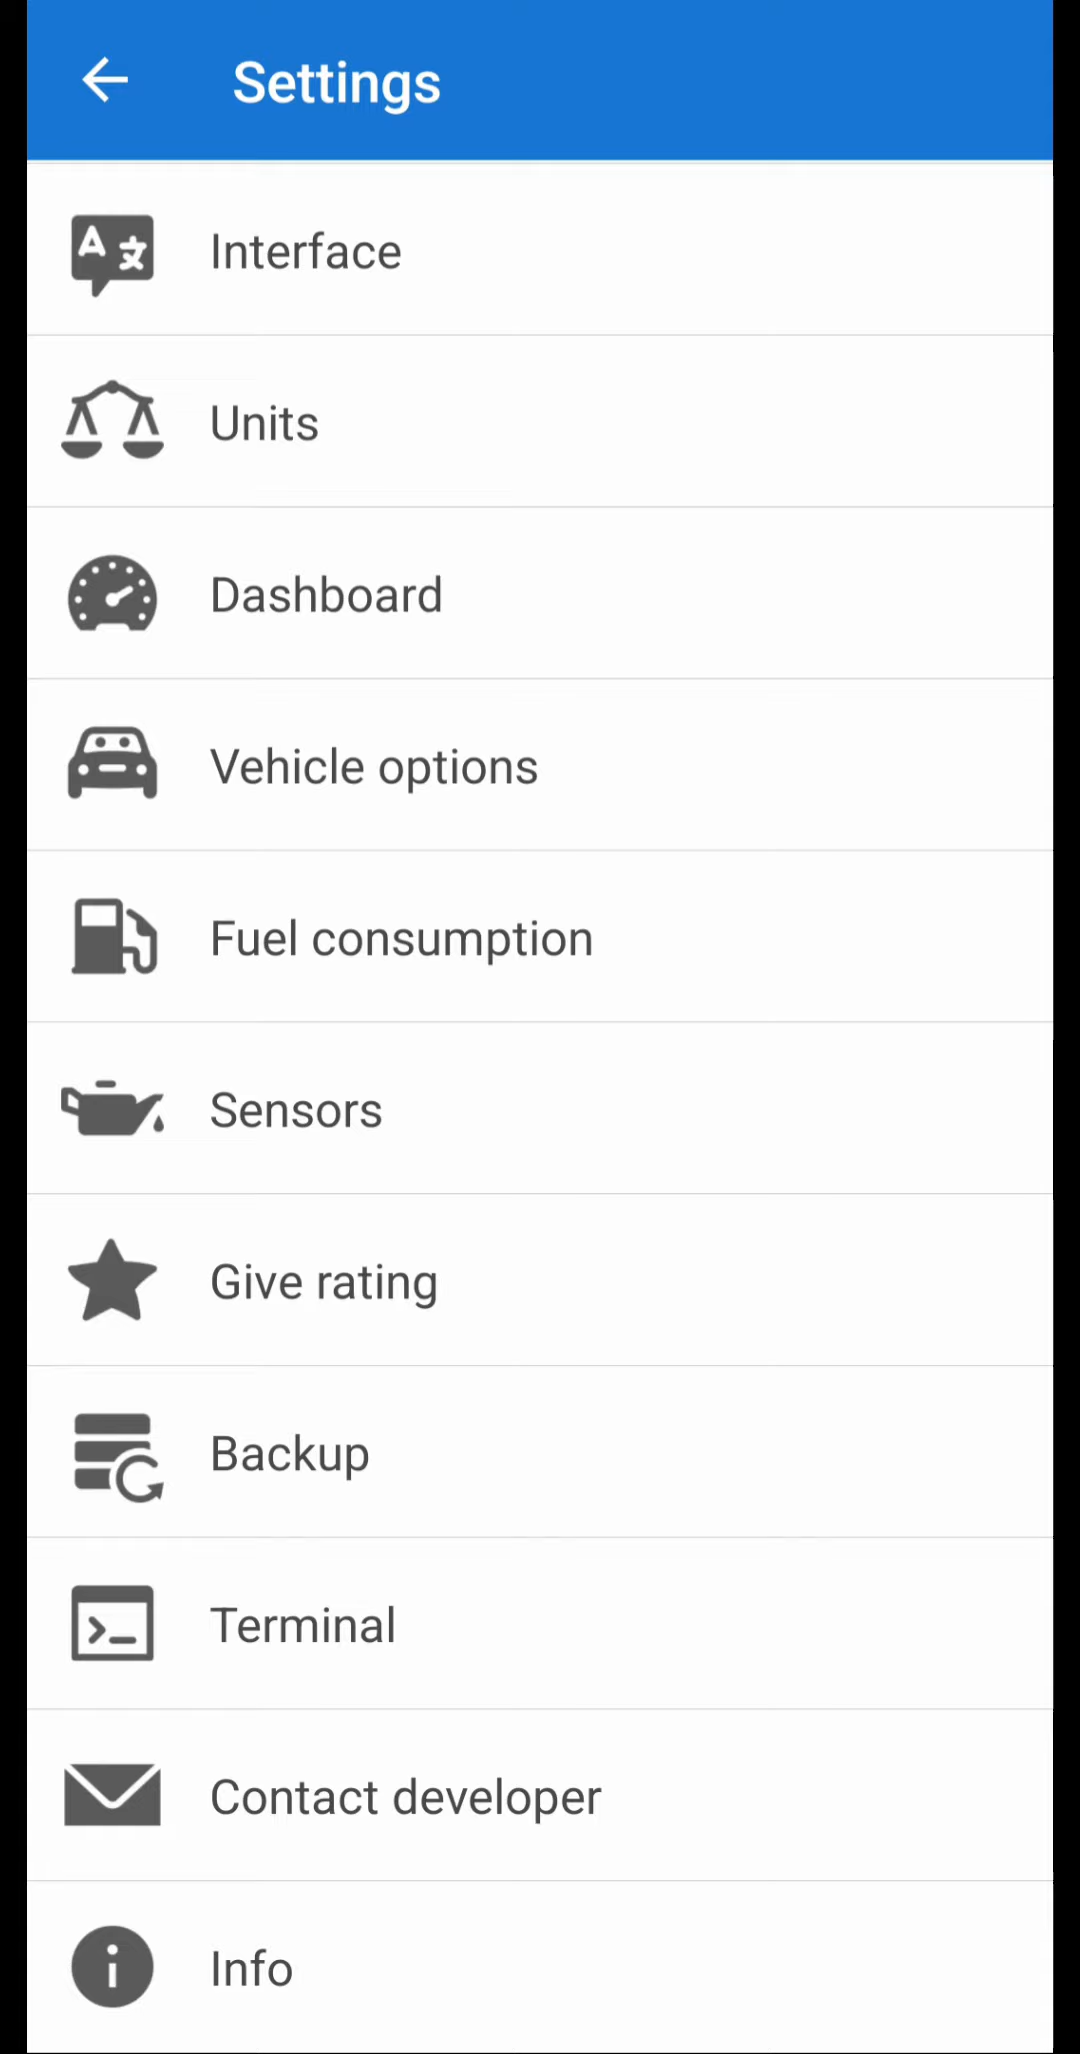 Settings
Interface
Units
Dashboard
Vehicle options
Fuel consumption
Sensors
Give rating
Backup
Terminal
Contact developer
Info